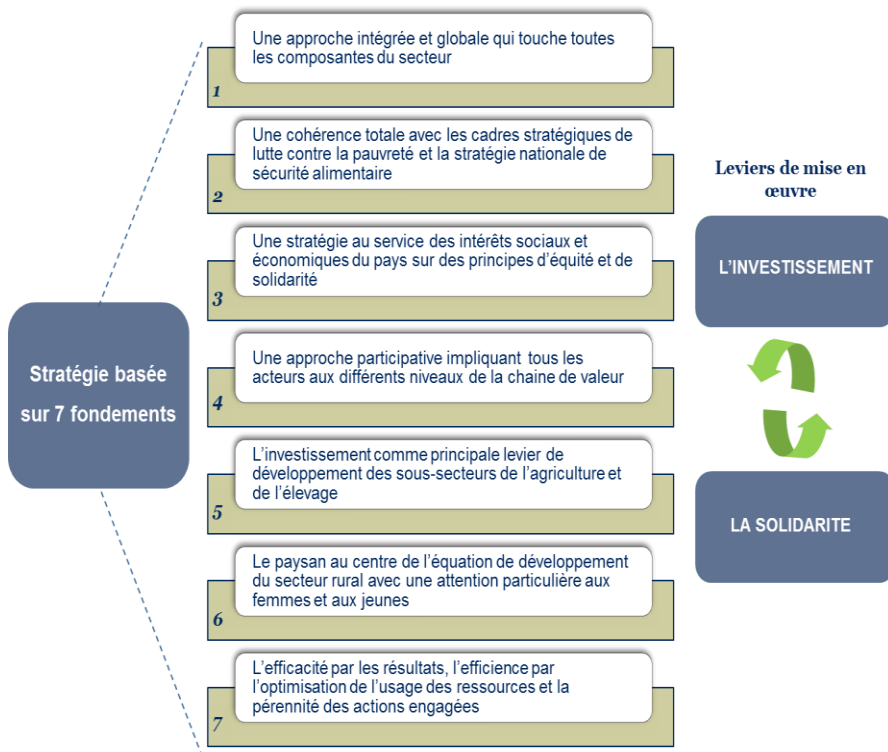 Stratégie basée
sur 7 fondements
Une approche intégrée et globale qui touche toutes
les composantes du secteur
1
Une cohérence totale avec les cadres stratégiques de
lutte contre la pauvreté et la stratégie nationale de
sécurité alimentaire
2
Une stratégie au service des intérêts sociaux et
économiques du pays sur des principes d'équité et de
solidarité
3
Une approche participative impliquant tous les
acteurs aux différents niveaux de la chaine de valeur
4
L'investissement comme principale levier de
développement des sous-secteurs de l'agriculture et
de l'élevage
5
Le paysan au centre de l'équation de développement
du secteur rural avec une attention particulière aux
femmes et aux jeunes
6
L'efficacité par les résultats, l'efficience par
l'optimisation de l'usage des ressources et la
pérennité des actions engagées
7
Leviers de mise en
œuvre
L'INVESTISSEMENT
LA SOLIDARITE